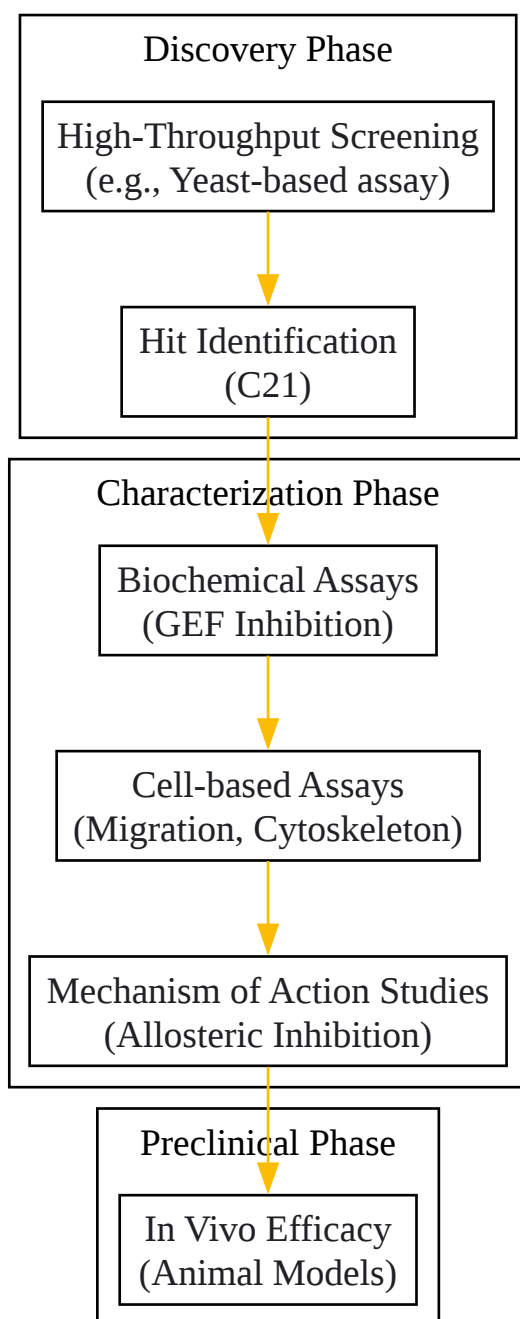 Discovery Phase
High-Throughput Screening
(e.g., Yeast-based assay)
Hit Identification
(C21)
Characterization Phase
Biochemical Assays
(GEF Inhibition)
Cell-based Assays
(Migration, Cytoskeleton)
Mechanism of Action Studies
(Allosteric Inhibition)
Preclinical Phase
In Vivo Efficacy
(Animal Models)